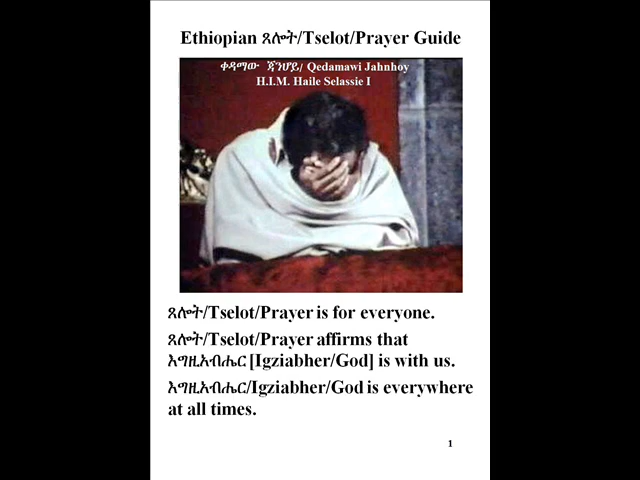 Ethiopian ጸሎት/Tselot/Prayer Guide
ቀዳማው ጃንሆይ/ Qedamawi Jahnhoy
H.I.M. Haile Selassie I
ጸሎት/Tselot/Prayer is for everyone.
ጸሎት/Tselot/Prayer affirms that
እግዚአብሔር [Igziabher/God] is with us.
እግዚአብሔር/Igziabher/God is everywhere
at all times.
1